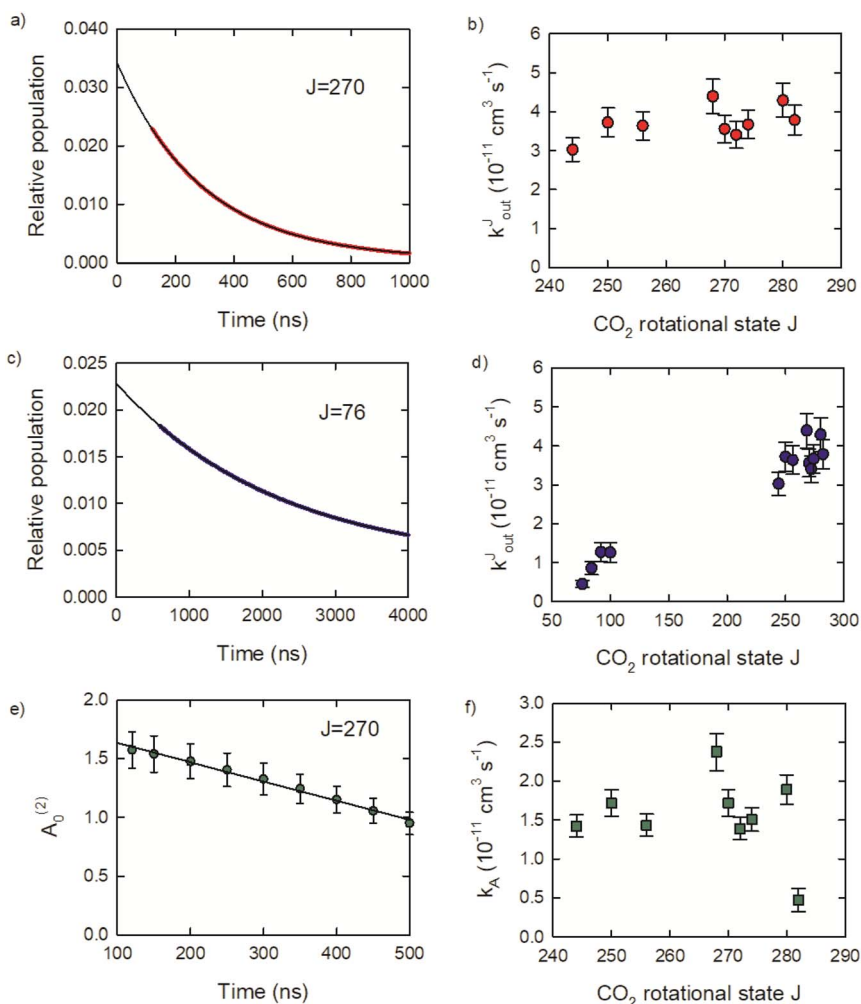 a)
Relative population
0.040
0.030
0.020
0.010
0.000
J=270
0 200 400 600 800 1000
Time (ns)
b)
k^J_out (10^-11 cm^3 s^-1)
6
5
4
3
2
1
0
240 250 260 270 280 290
CO_2 rotational state J
c)
Relative population
0.025
0.020
0.015
0.010
0.005
0.000
J=76
0 1000 2000 3000 4000
Time (ns)
d)
k^J_out (10^-11 cm^3 s^-1)
6
5
4
3
2
1
0
50 100 150 200 250 300
CO_2 rotational state J
e)
A_0^(2)
2.0
1.5
1.0
0.5
0.0
J=270
100 200 300 400 500
Time (ns)
f)
k_A (10^-11 cm^3 s^-1)
3.0
2.5
2.0
1.5
1.0
0.5
0.0
240 250 260 270 280 290
CO_2 rotational state J